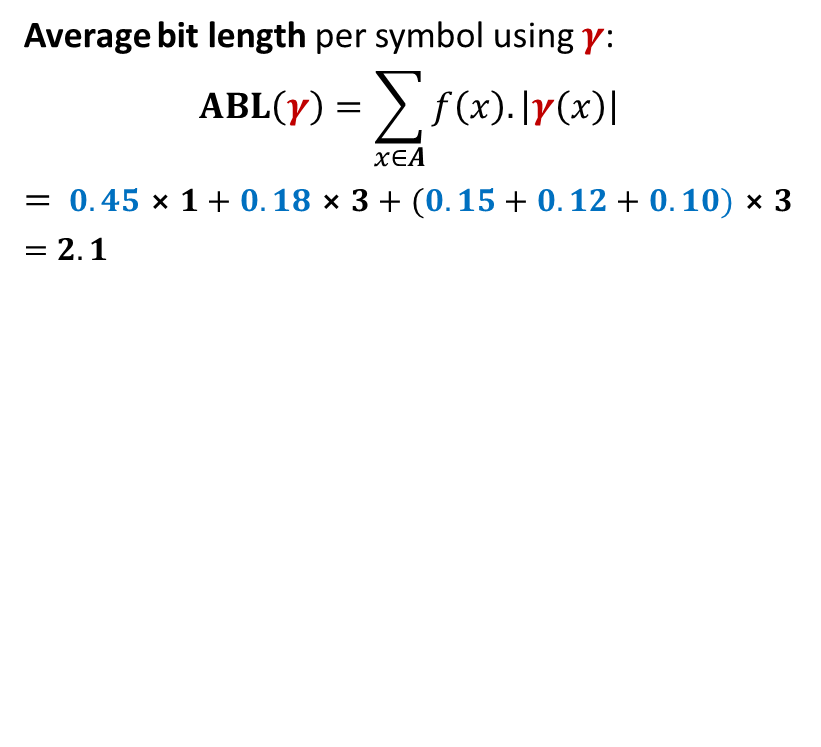 Average bit length per symbol using γ:
ABL(γ) = ∑ f(x).|γ(x)|
x∈A
= 0.45 × 1 + 0.18 × 3 + (0.15 + 0.12 + 0.10) × 3
= 2.1